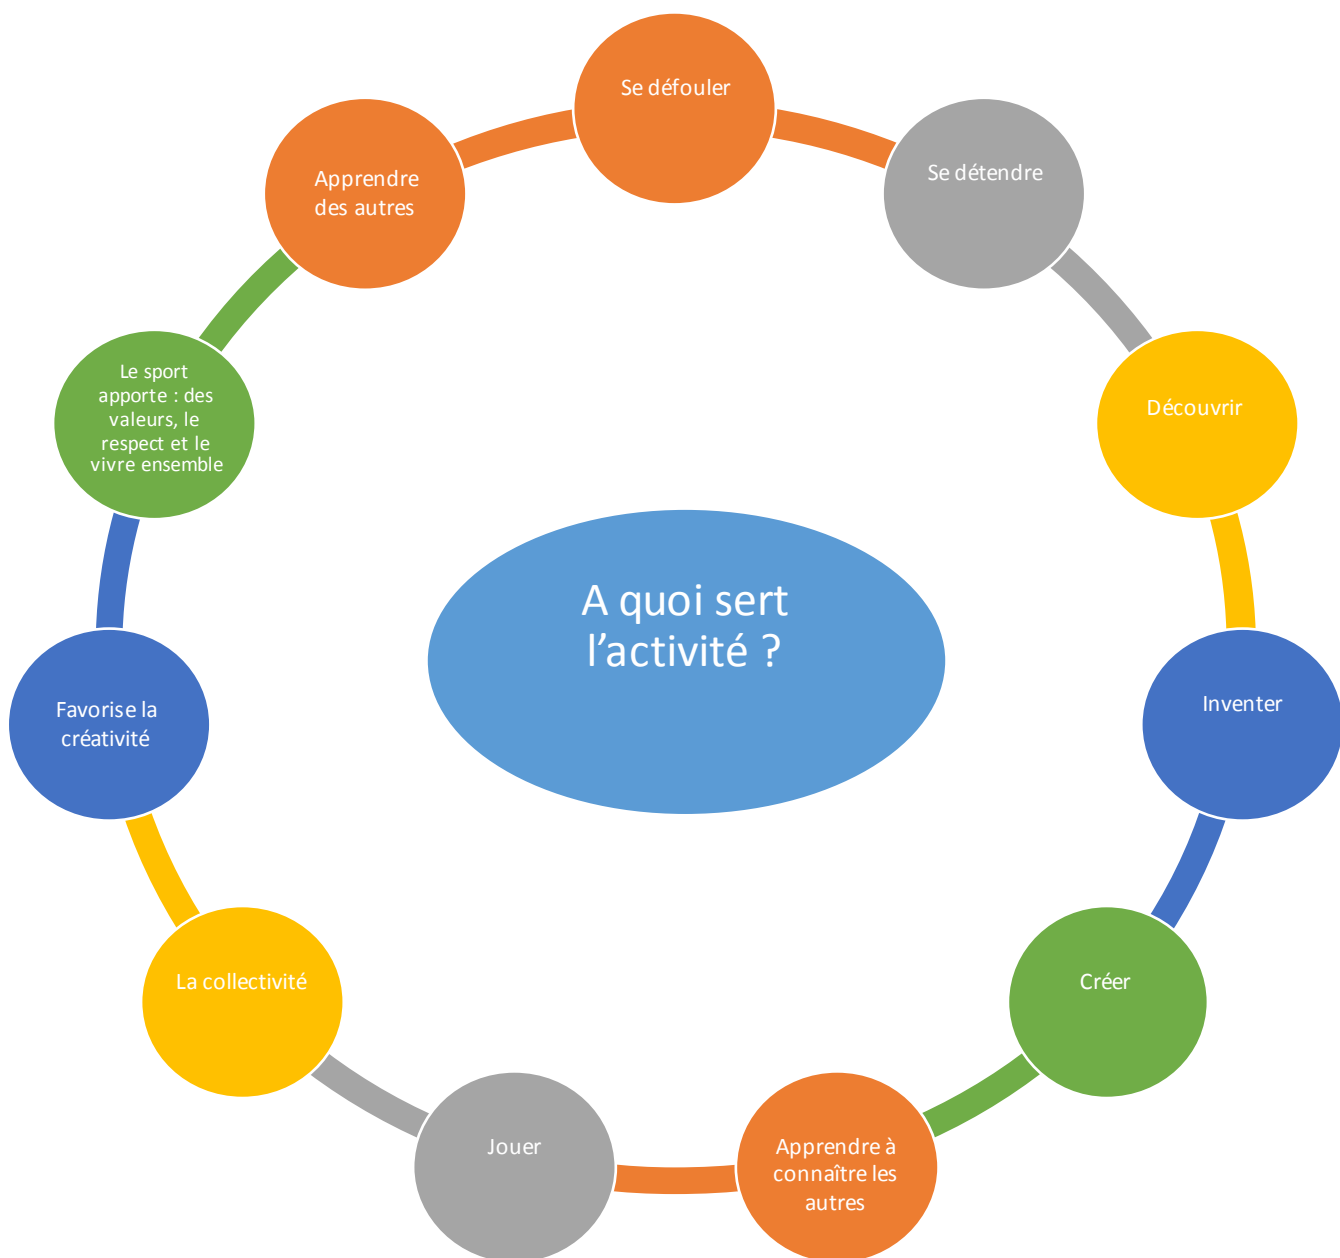 Se défouler
Se détendre
Découvrir
Inventer
Créer
Apprendre à
connaître les
autres
Jouer
La collectivité
Favorise la
créativité
Le sport
apporte : des
valeurs, le
respect et le
vivre ensemble
Apprendre
des autres
A quoi sert
l’activité ?